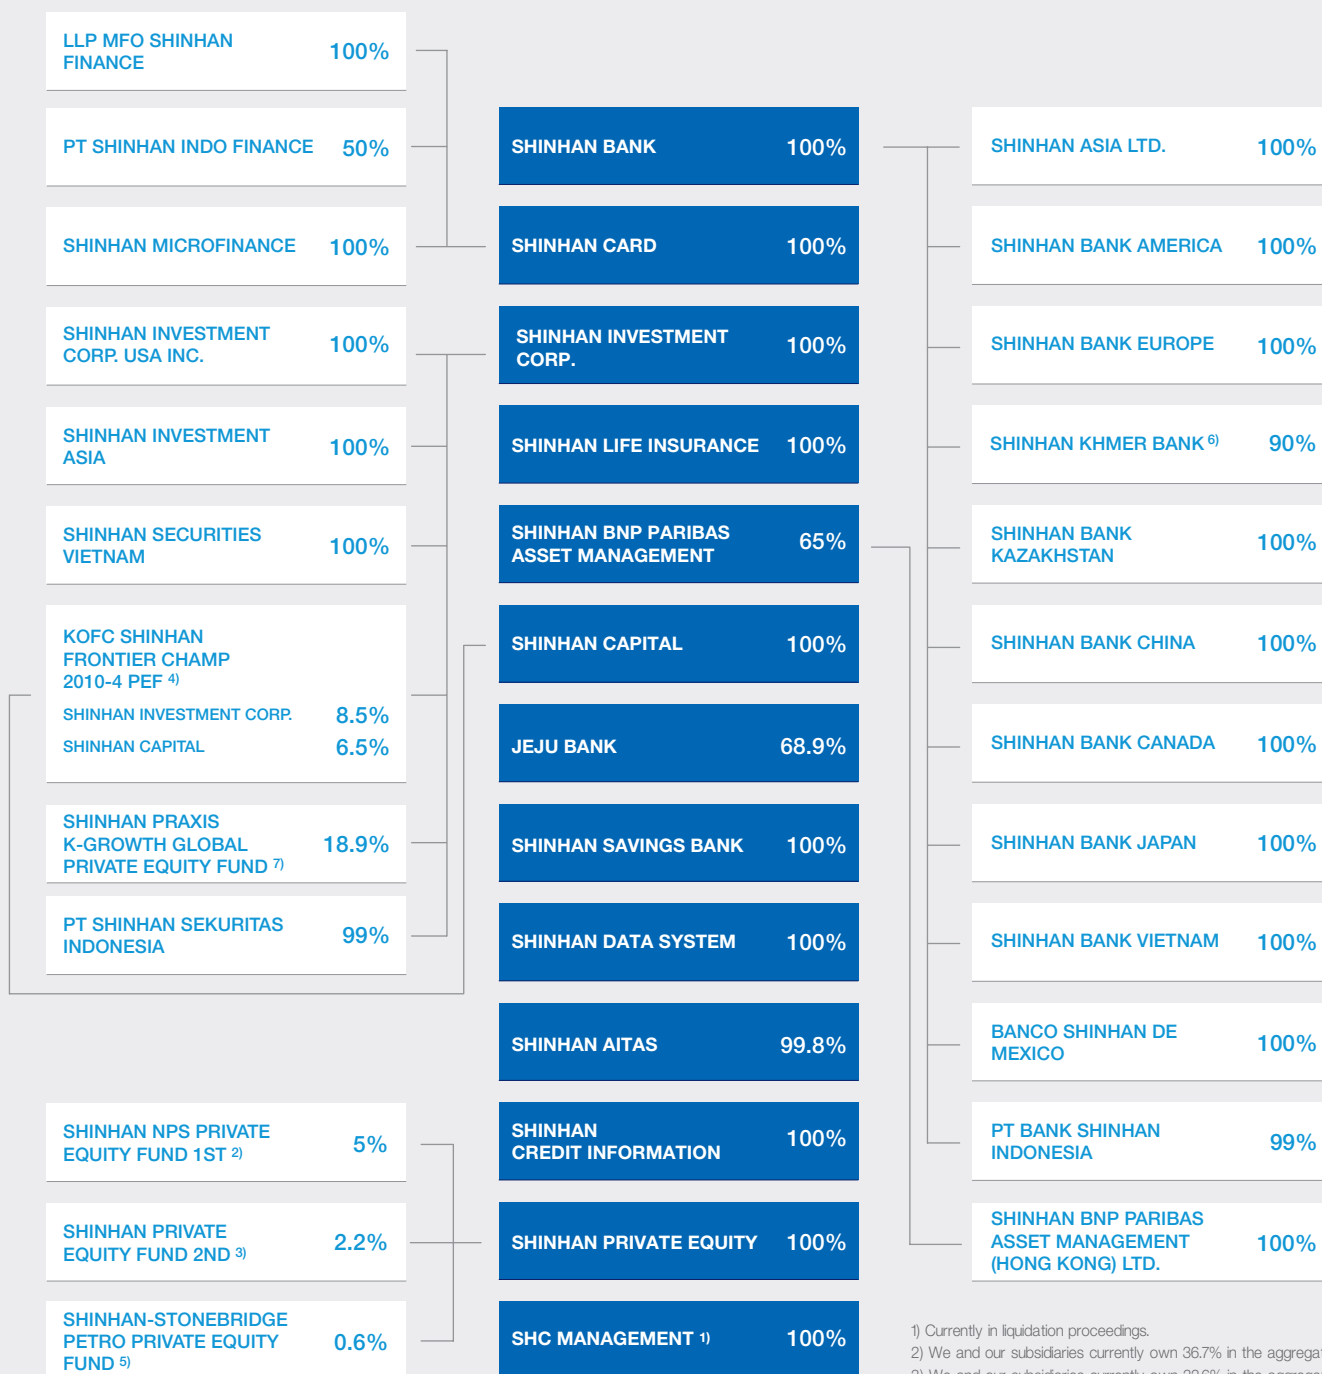 LLP MFO SHINHAN
FINANCE
100%
PT SHINHAN INDO FINANCE 50%
SHINHAN MICROFINANCE 100%
SHINHAN INVESTMENT
CORP. USA INC.
100%
SHINHAN INVESTMENT
ASIA
100%
SHINHAN SECURITIES
VIETNAM
100%
KOFC SHINHAN
FRONTIER CHAMP
2010-4 PEF 4)
SHINHAN INVESTMENT CORP. 8.5%
SHINHAN CAPITAL 6.5%
SHINHAN PRAXIS
K-GROWTH GLOBAL
PRIVATE EQUITY FUND 7)
18.9%
PT SHINHAN SEKURITAS
INDONESIA
99%
SHINHAN NPS PRIVATE
EQUITY FUND 1ST 2)
5%
SHINHAN PRIVATE
EQUITY FUND 2ND 3)
2.2%
SHINHAN-STONEBRIDGE
PETRO PRIVATE EQUITY
FUND 5)
0.6%
SHINHAN BANK 100%
SHINHAN CARD 100%
SHINHAN INVESTMENT
CORP.
100%
SHINHAN LIFE INSURANCE 100%
SHINHAN BNP PARIBAS
ASSET MANAGEMENT
65%
SHINHAN CAPITAL 100%
JEJU BANK 68.9%
SHINHAN SAVINGS BANK 100%
SHINHAN DATA SYSTEM 100%
SHINHAN AITAS 99.8%
SHINHAN
CREDIT INFORMATION
100%
SHINHAN PRIVATE EQUITY 100%
SHC MANAGEMENT 1) 100%
SHINHAN ASIA LTD. 100%
SHINHAN BANK AMERICA 100%
SHINHAN BANK EUROPE 100%
SHINHAN KHMER BANK 6) 90%
SHINHAN BANK
KAZAKHSTAN
100%
SHINHAN BANK CHINA 100%
SHINHAN BANK CANADA 100%
SHINHAN BANK JAPAN 100%
SHINHAN BANK VIETNAM 100%
BANCO SHINHAN DE
MEXICO
100%
PT BANK SHINHAN
INDONESIA
99%
SHINHAN BNP PARIBAS
ASSET MANAGEMENT
(HONG KONG) LTD.
100%
1) Currently in liquidation proceedings.
2) We and our subsidiaries currently own 36.7% in the